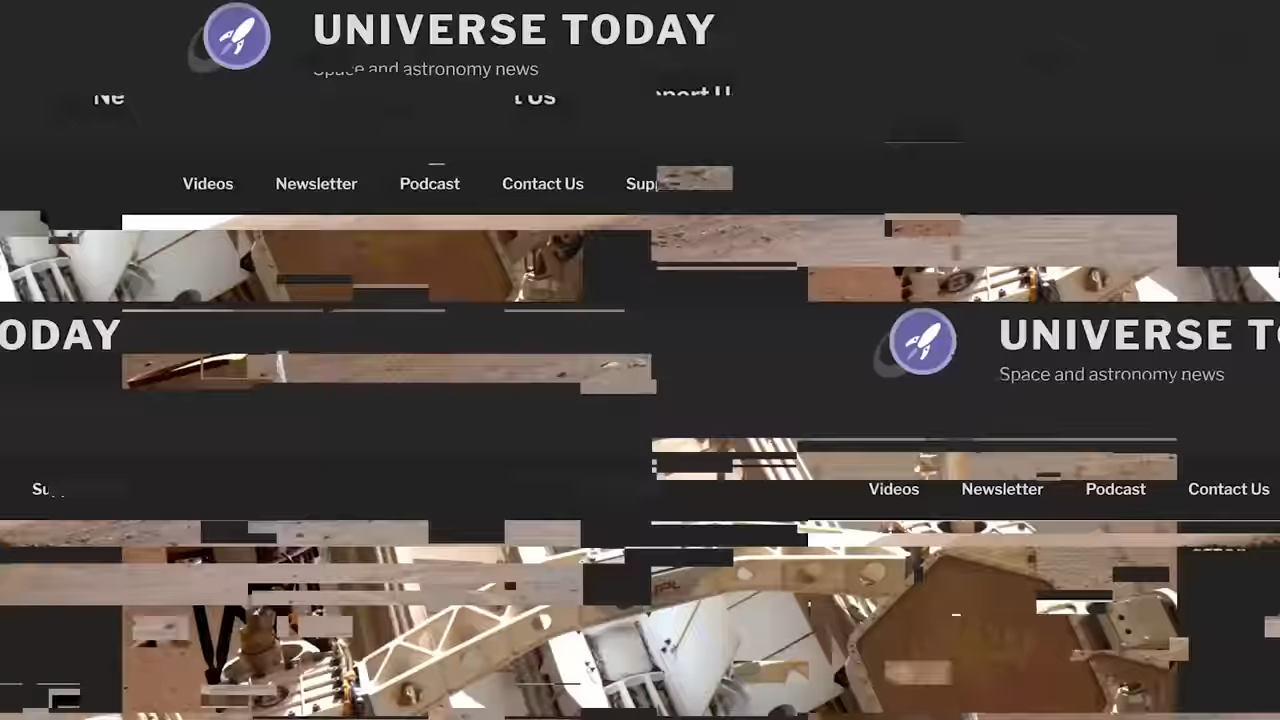 UNIVERSE TODAY
Space and astronomy news
Videos Newsletter Podcast Contact Us
ODAY
UNIVERSE
Space and astronomy news
Videos Newsletter Podcast Contact Us